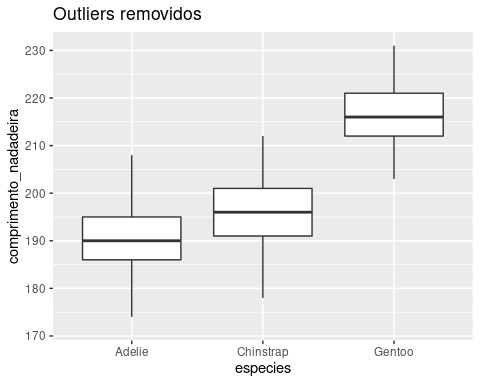 Outliers removidos
230
220
210
200
190
180
170
comprimento_nadadeira
Adelie Chinstrap Gentoo
especies